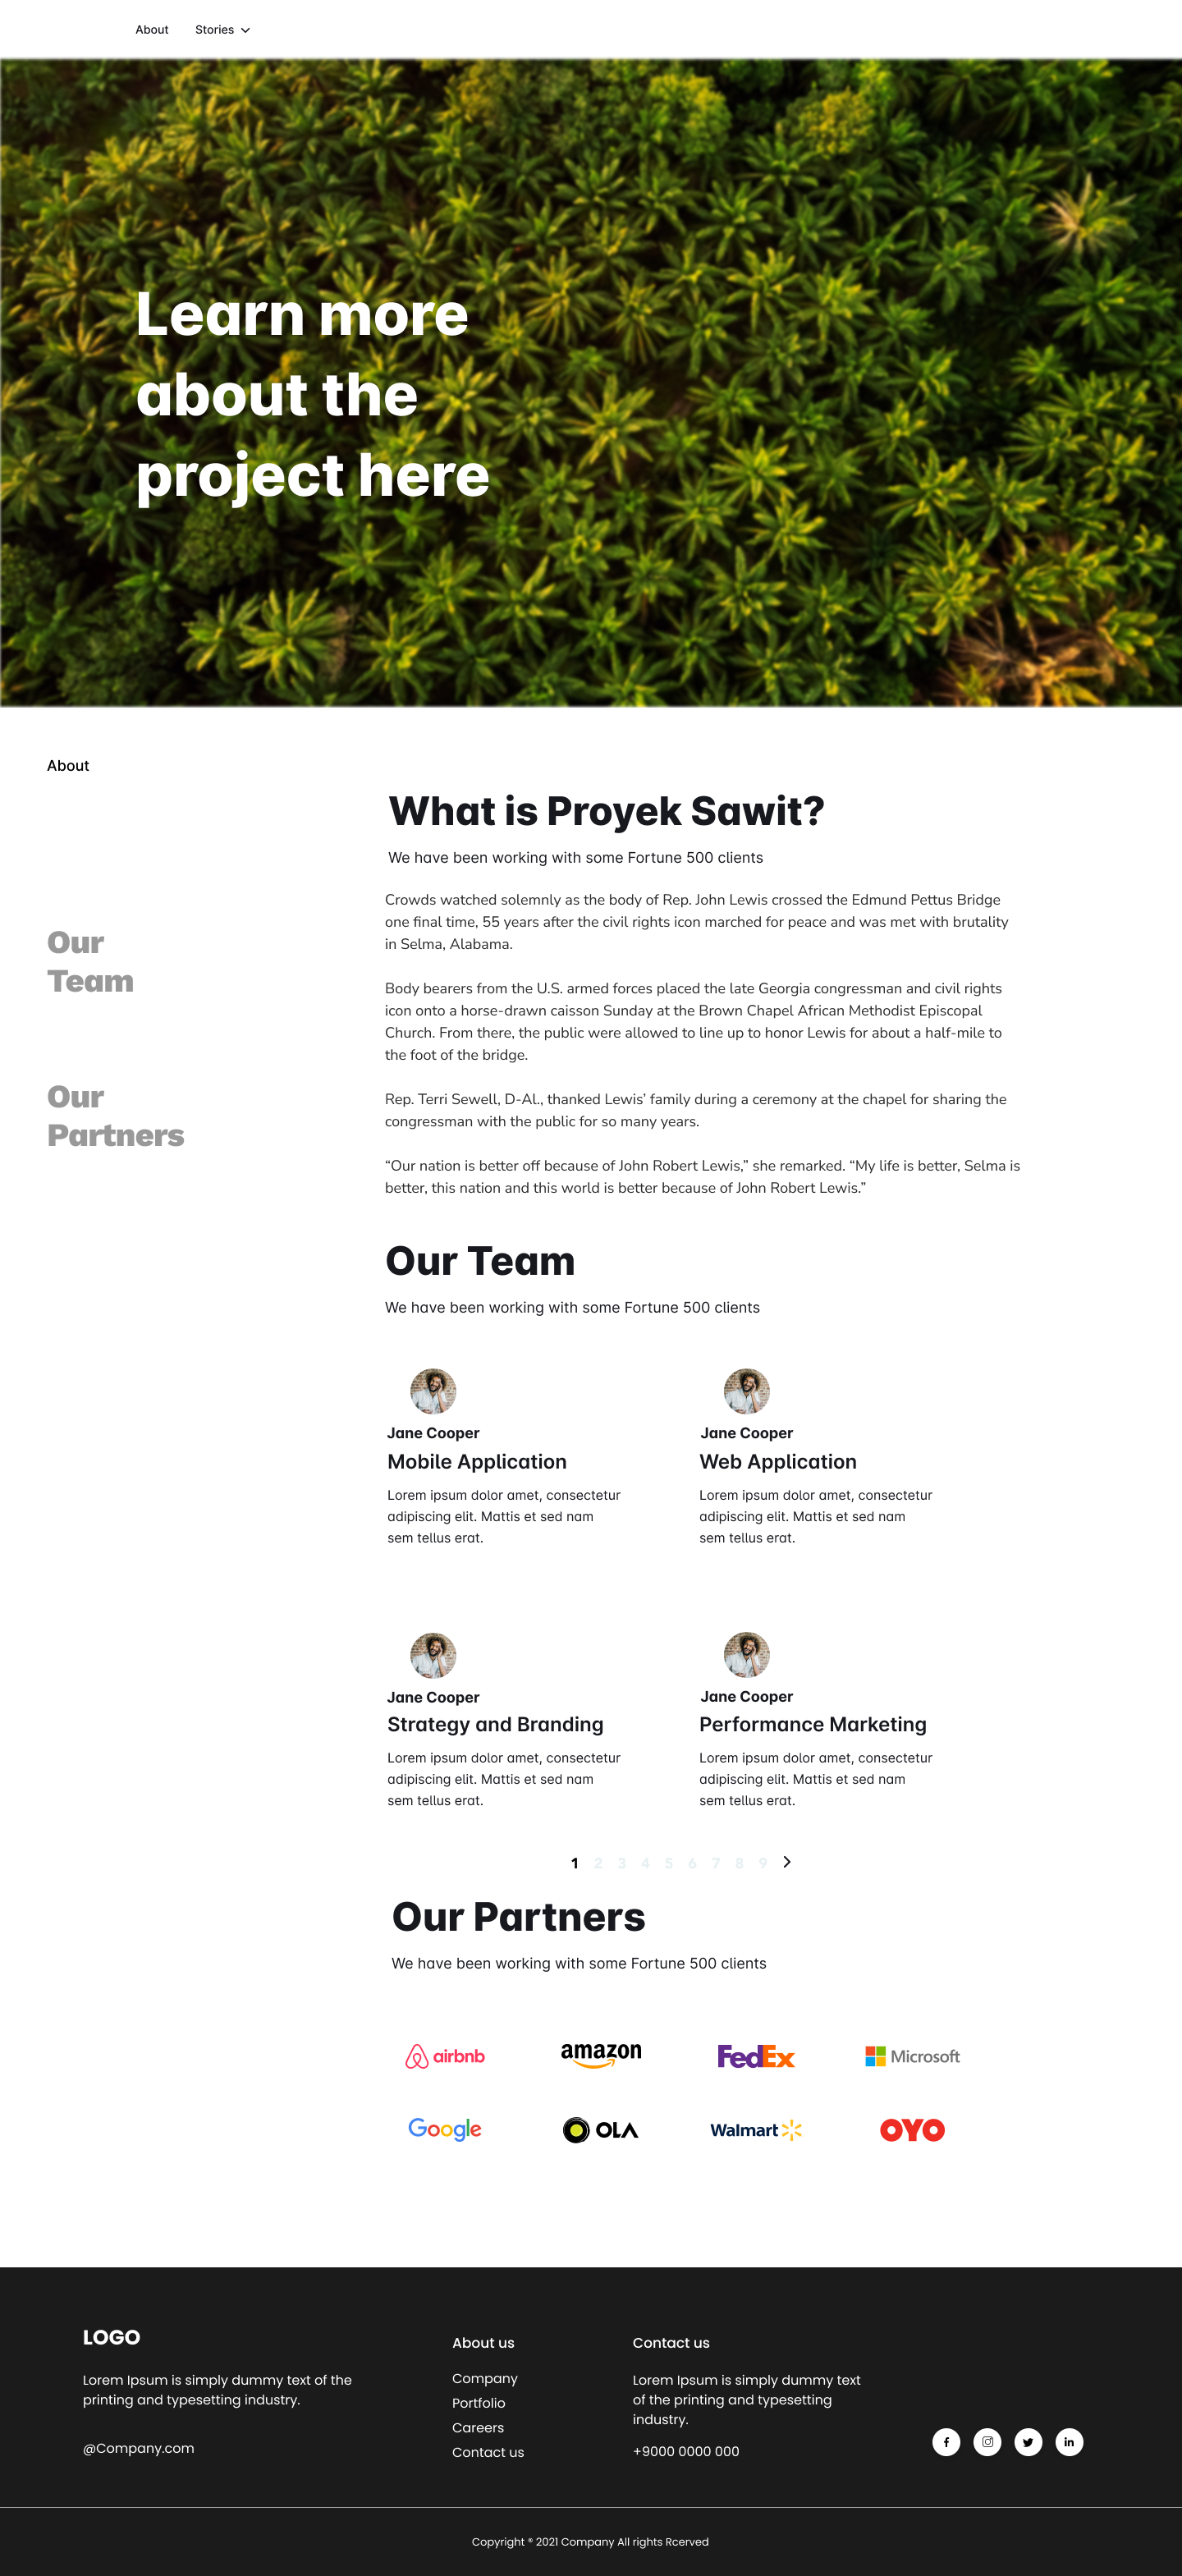 About Stories
Learn more
about the
project here
About
What is Proyek Sawit?
We have been working with some Fortune 500 clients
Crowds watched solemnly as the body of Rep. John Lewis crossed the Edmund Pettus Bridge
one final time, 55 years after the civil rights icon marched for peace and was met with brutality
in Selma, Alabama.
Body bearers from the U.S. armed forces placed the late Georgia congressman and civil rights
icon onto a horse-drawn caisson Sunday at the Brown Chapel African Methodist Episcopal
Church. From there, the public were allowed to line up to honor Lewis for about a half-mile to
the foot of the bridge.
Rep. Terri Sewell, D-Al., thanked Lewis’ family during a ceremony at the chapel for sharing the
congressman with the public for so many years.
“Our nation is better off because of John Robert Lewis,” she remarked. “My life is better, Selma is
better, this nation and this world is better because of John Robert Lewis.”
Our
Team
Our
Partners
Our Team
We have been working with some Fortune 500 clients
Jane Cooper
Mobile Application
Lorem ipsum dolor amet, consectetur
adipiscing elit. Mattis et sed nam
sem tellus erat.
Jane Cooper
Web Application
Lorem ipsum dolor amet, consectetur
adipiscing elit. Mattis et sed nam
sem tellus erat.
Jane Cooper
Strategy and Branding
Lorem ipsum dolor amet, consectetur
adipiscing elit. Mattis et sed nam
sem tellus erat.
Jane Cooper
Performance Marketing
Lorem ipsum dolor amet, consectetur
adipiscing elit. Mattis et sed nam
sem tellus erat.
1 2 3 4 5 6 7 8 9
Our Partners
We have been working with some Fortune 500 clients
airbnb amazon FedEx Microsoft
Google OLA Walmart OYO
LOGO
Lorem Ipsum is simply dummy text of the
printing and typesetting industry.
@Company.com
About us
Company
Portfolio
Careers
Contact us
Contact us
Lorem Ipsum is simply dummy text
of the printing and typesetting
industry.
+9000 0000 000
f in
Copyright ® 2021 Company All rights Rcerved